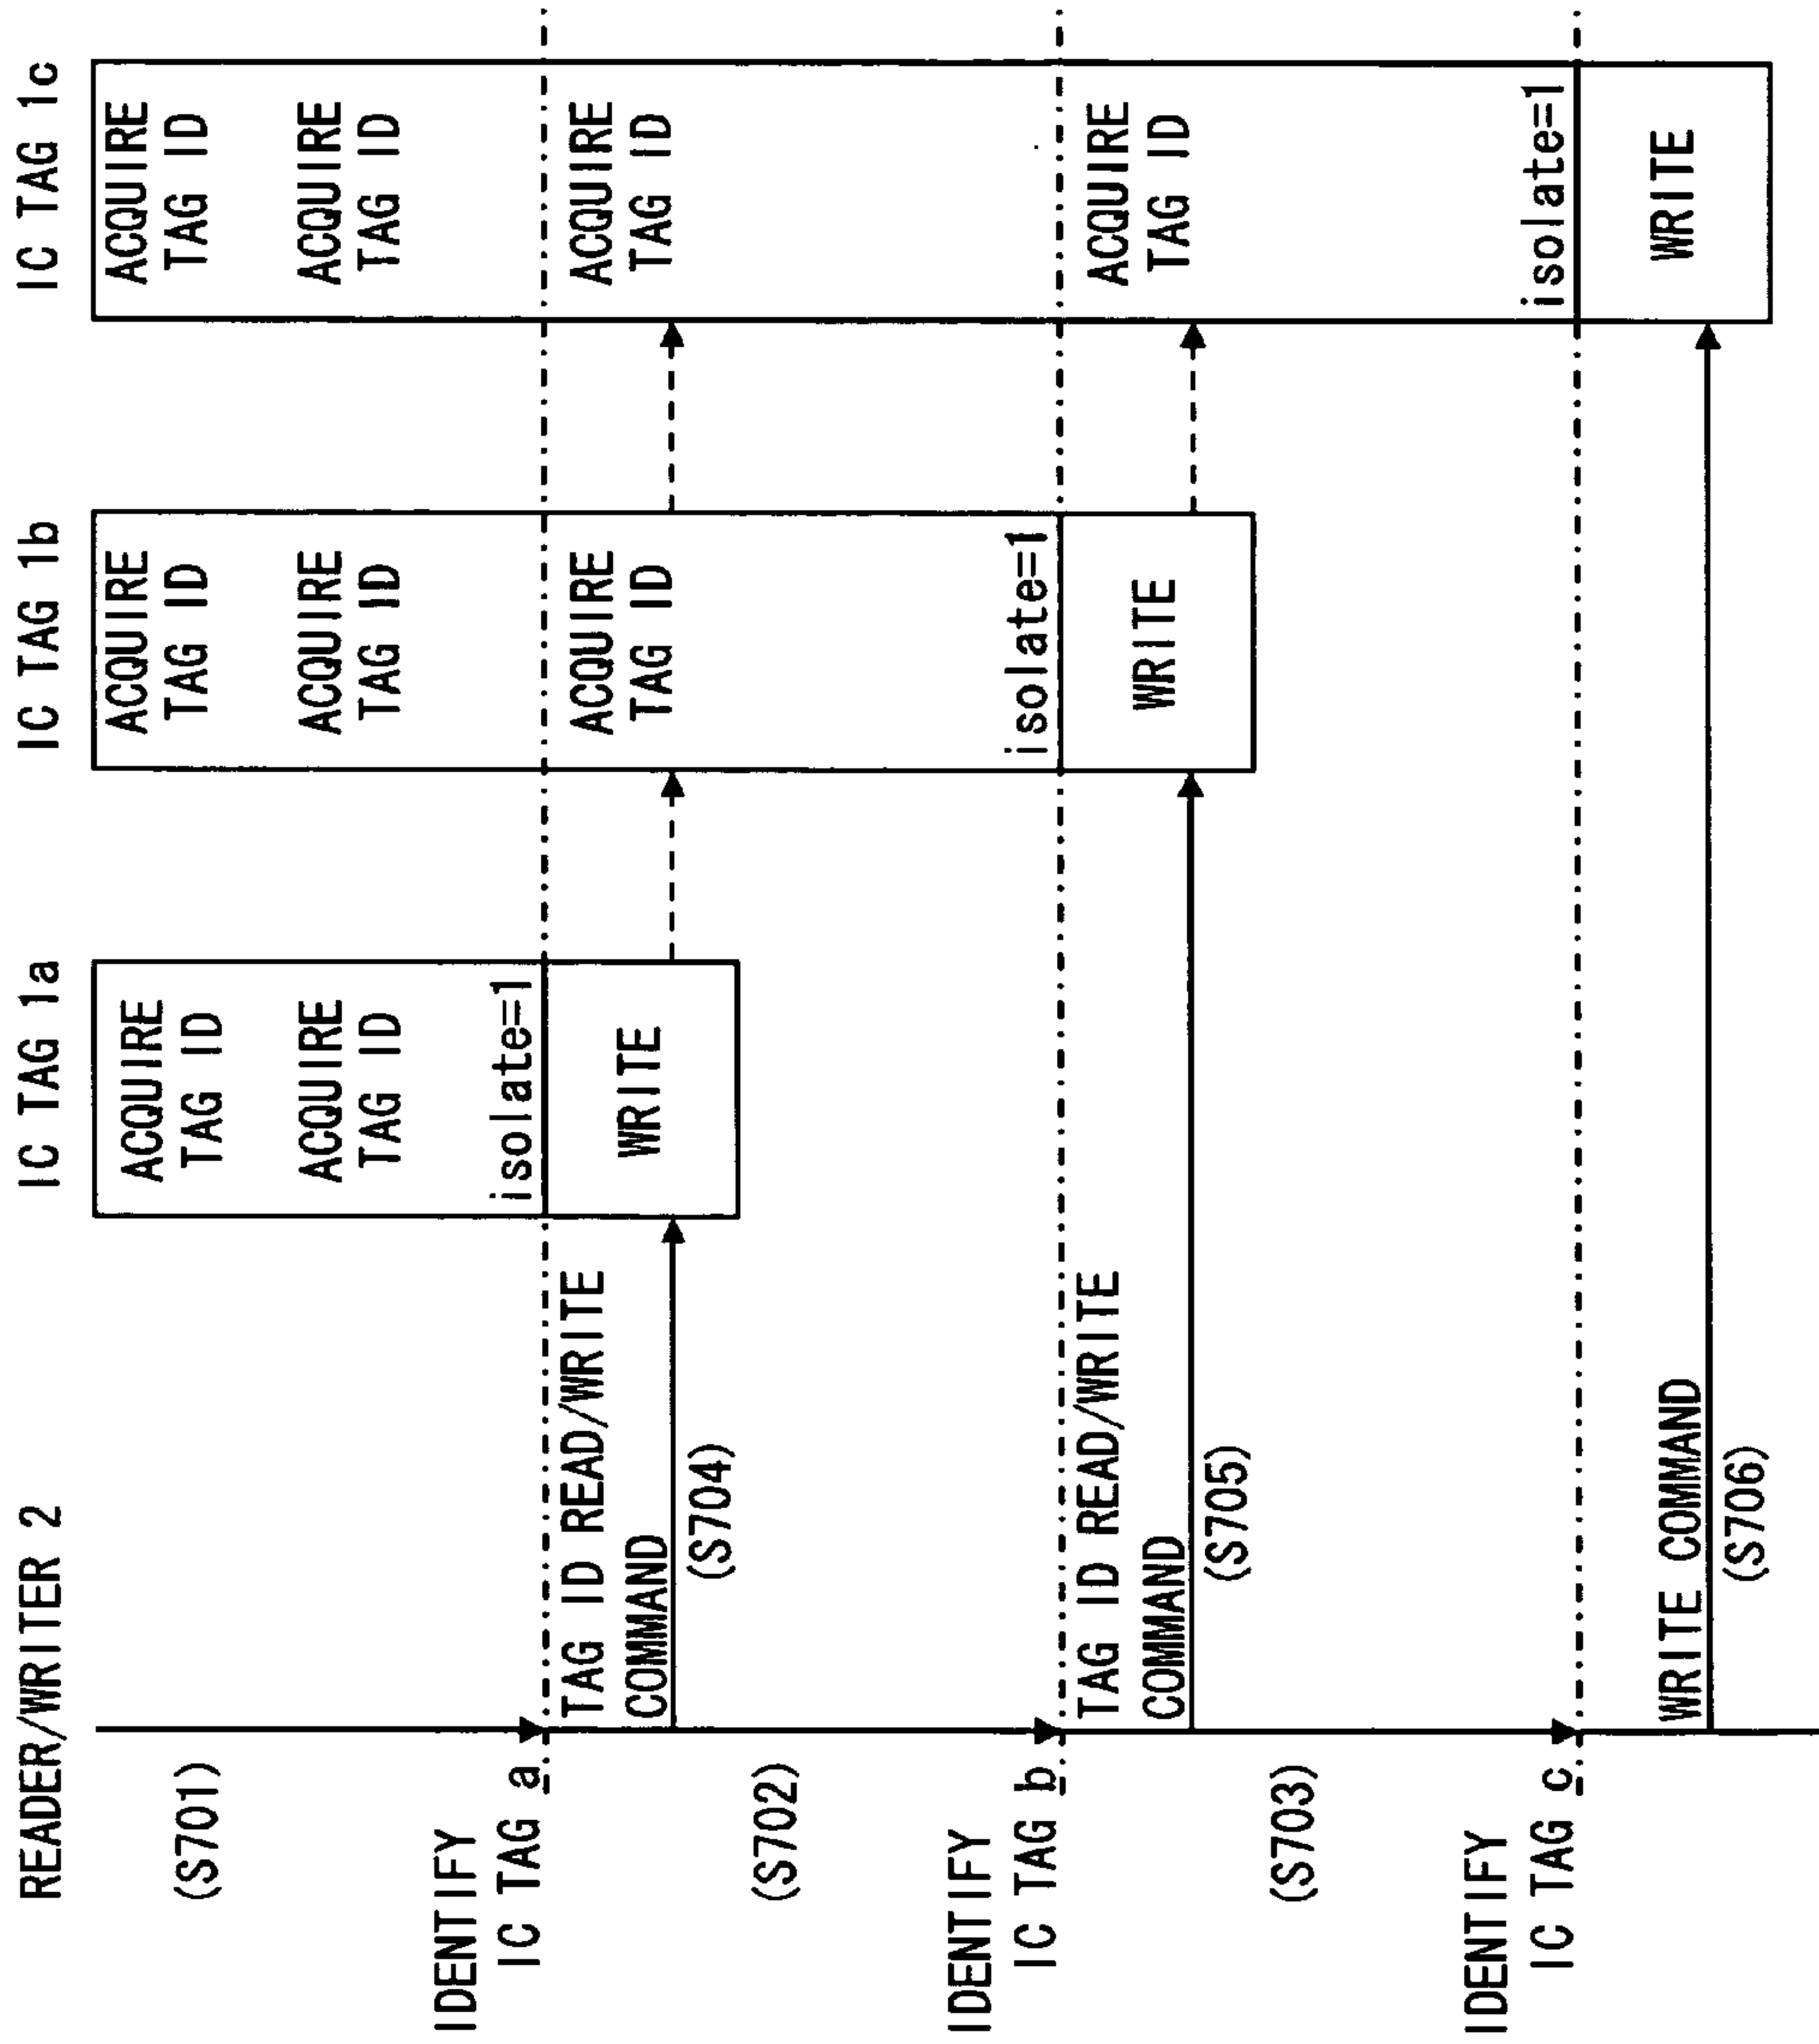 READER/WRITER 2
IC TAG 1a
IC TAG 1b
IC TAG 1c
(S701)
ACQUIRE
TAG ID
ACQUIRE
TAG ID
ACQUIRE
TAG ID
ACQUIRE
TAG ID
ACQUIRE
TAG ID
ACQUIRE
TAG ID
IDENTIFY
IC TAG a
isolate=1
TAG ID READ/WRITE
COMMAND
(S704)
WRITE
ACQUIRE
TAG ID
ACQUIRE
TAG ID
(S702)
IDENTIFY
IC TAG b
isolate=1
TAG ID READ/WRITE
COMMAND
(S705)
WRITE
ACQUIRE
TAG ID
(S703)
IDENTIFY
IC TAG c
isolate=1
WRITE COMMAND
(S706)
WRITE